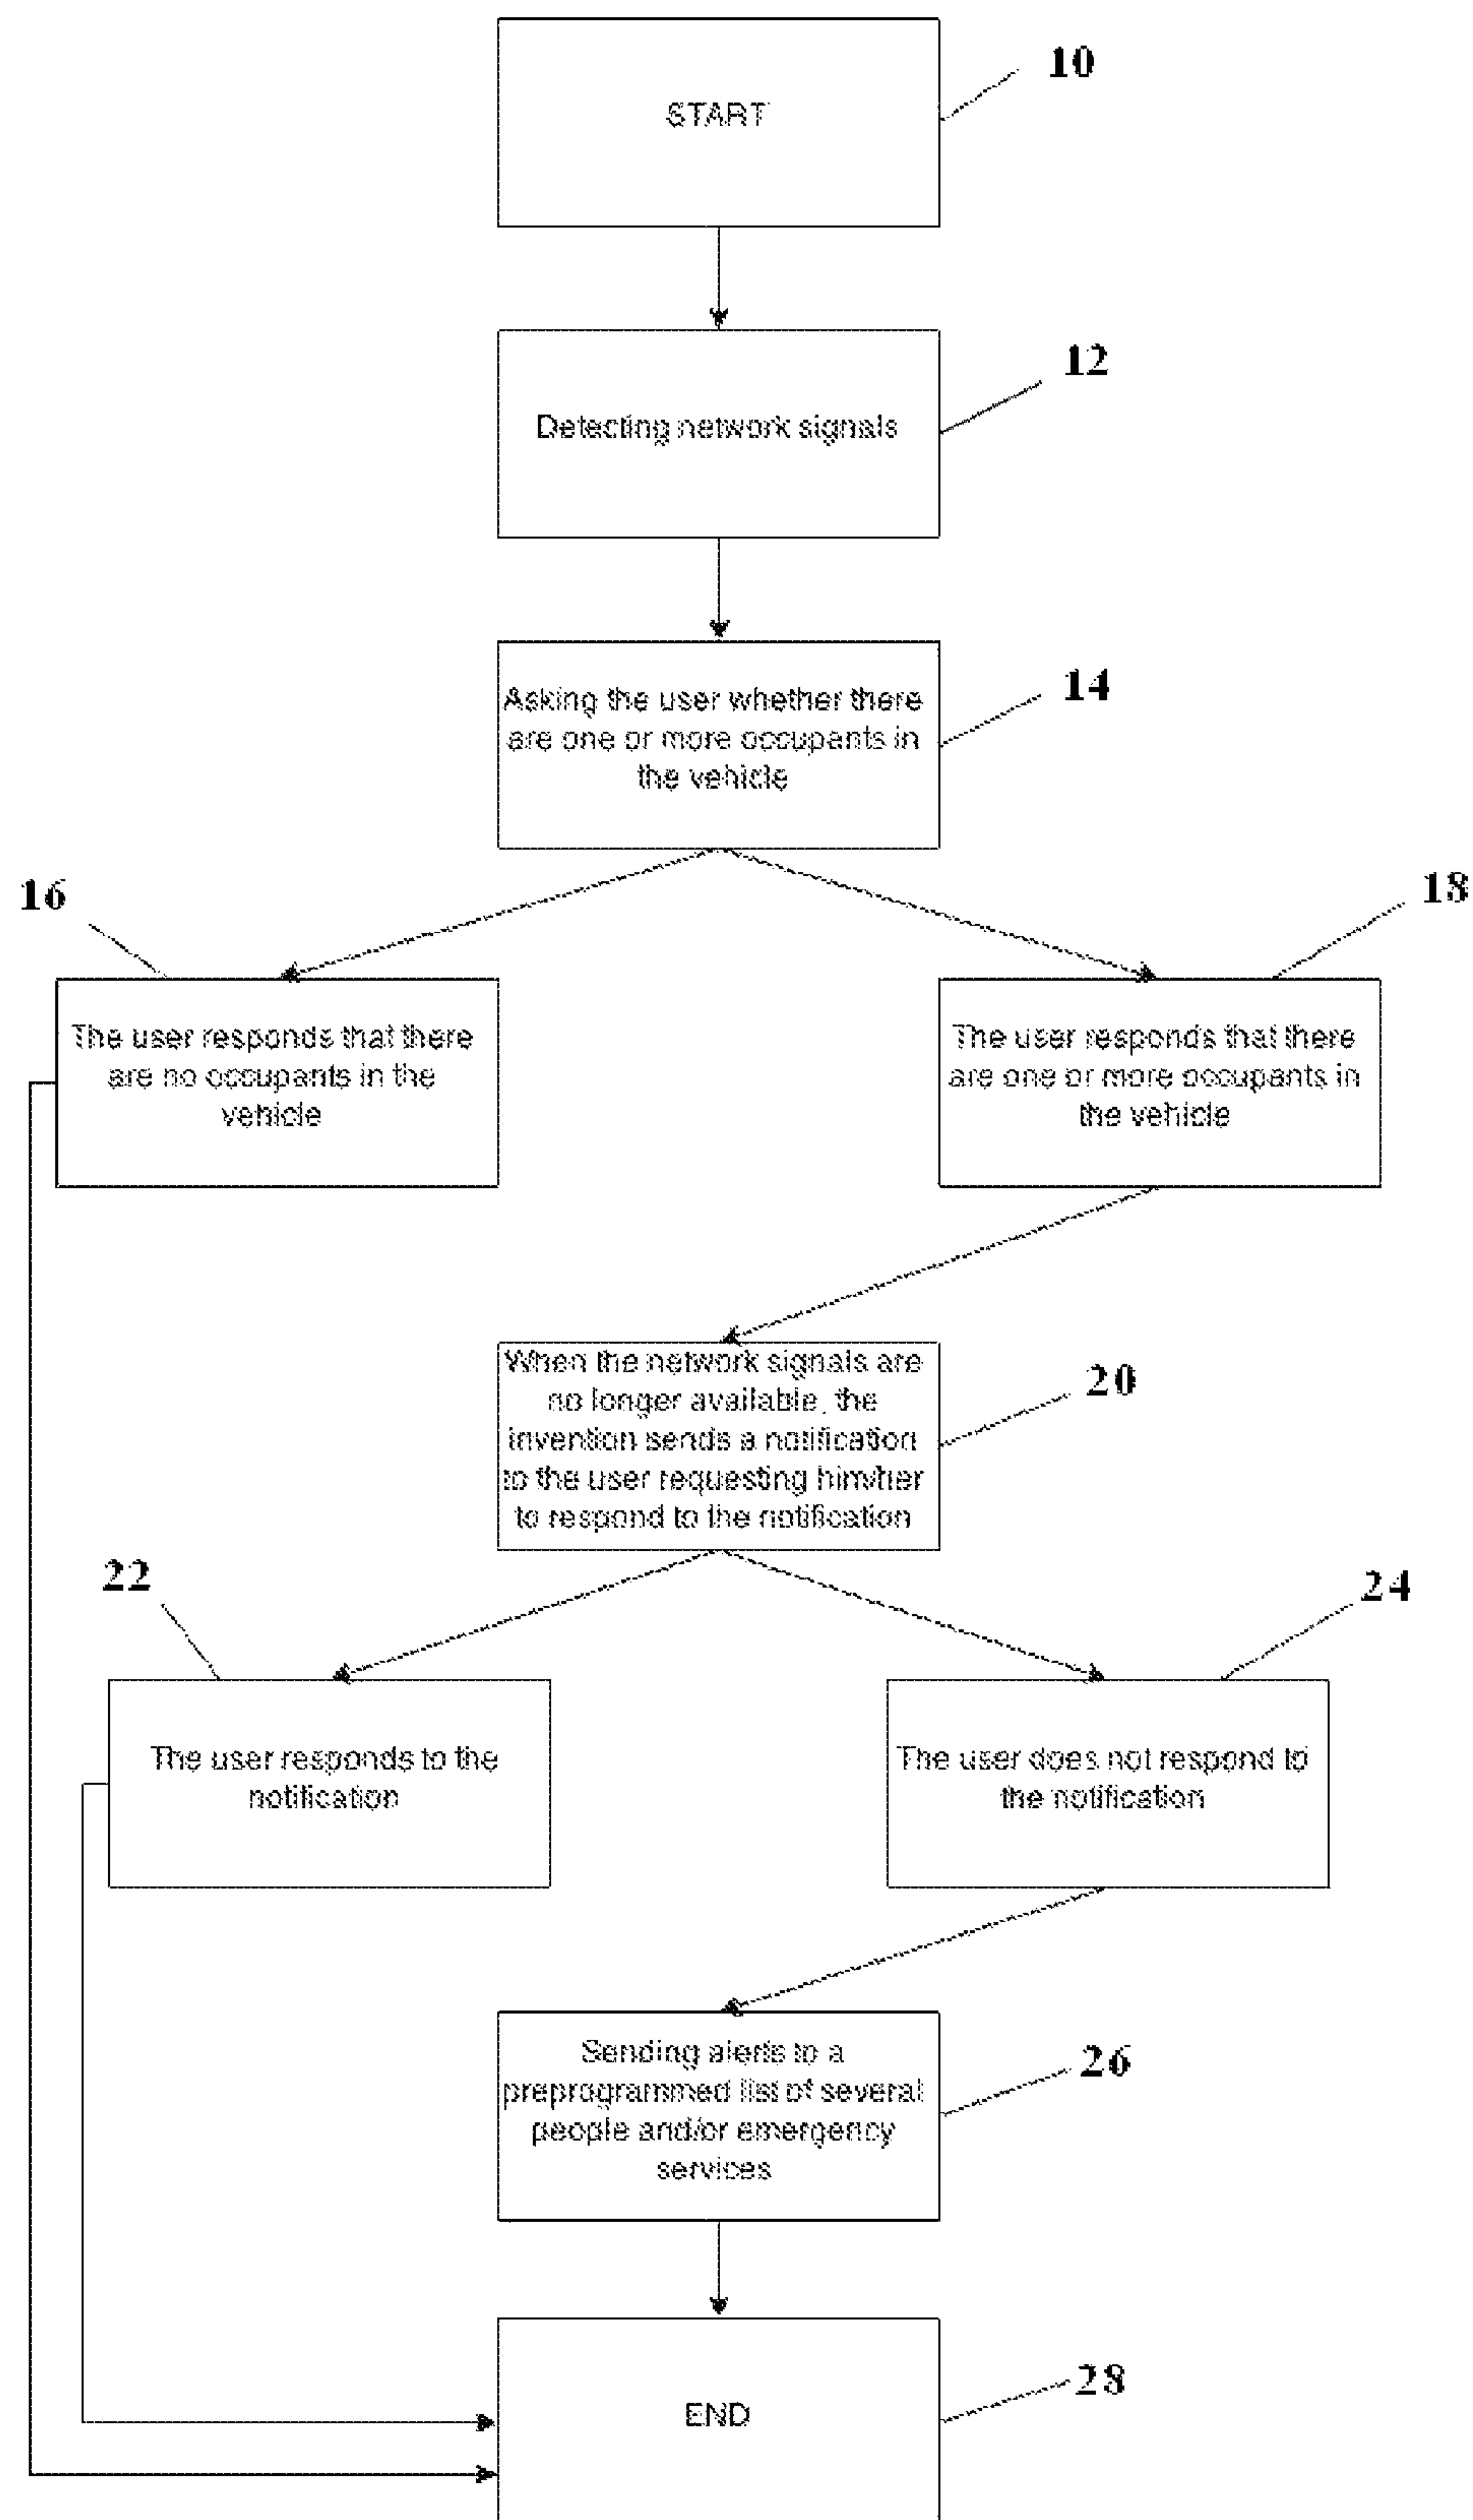 START
10
Detecting network signals
12
Asking the user whether there
are one or more occupants in
the vehicle
14
16
18
The user responds that there
are no occupants in the
vehicle
The user responds that there
are one or more occupants in
the vehicle
When the network signals are
no longer available, the
invention sends a notification
to the user requesting him/her
to respond to the notification
20
22
24
The user responds to the
notification
The user does not respond to
the notification
Sending alerts to a
preprogrammed list of several
people and/or emergency
services
26
END
28